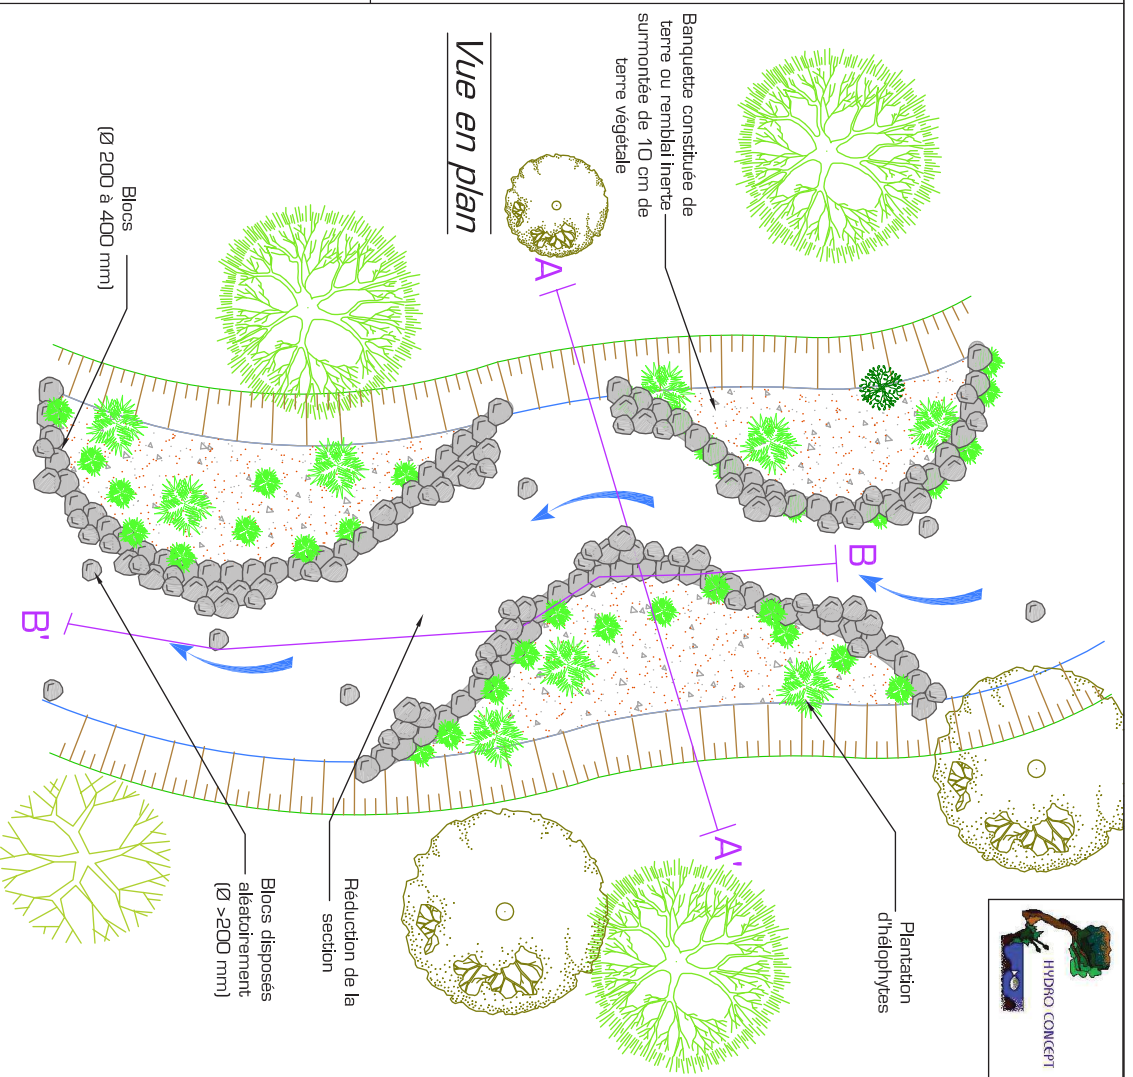 Vue en plan
Banquette constituée de
terre ou remblai inerte
surmontée de 10 cm de
terre végétale
Blocs
(Ø 200 à 400 mm)
A
A'
B
B'
Plantation
d'hélophytes
Réduction de la
section
Blocs disposés
aléatoirement
(Ø >200 mm)
HYDRO CONCEPT